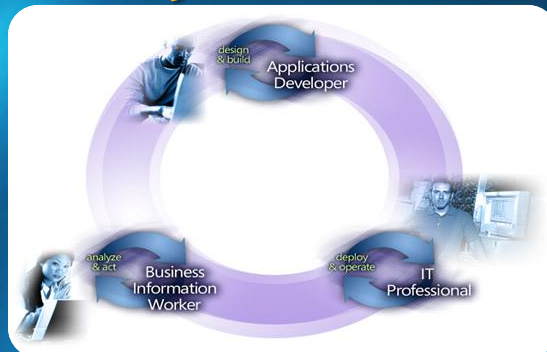 design
& build
Applications
Developer
analyze
& act
Business
Information
Worker
deploy
& operate
IT
Professional